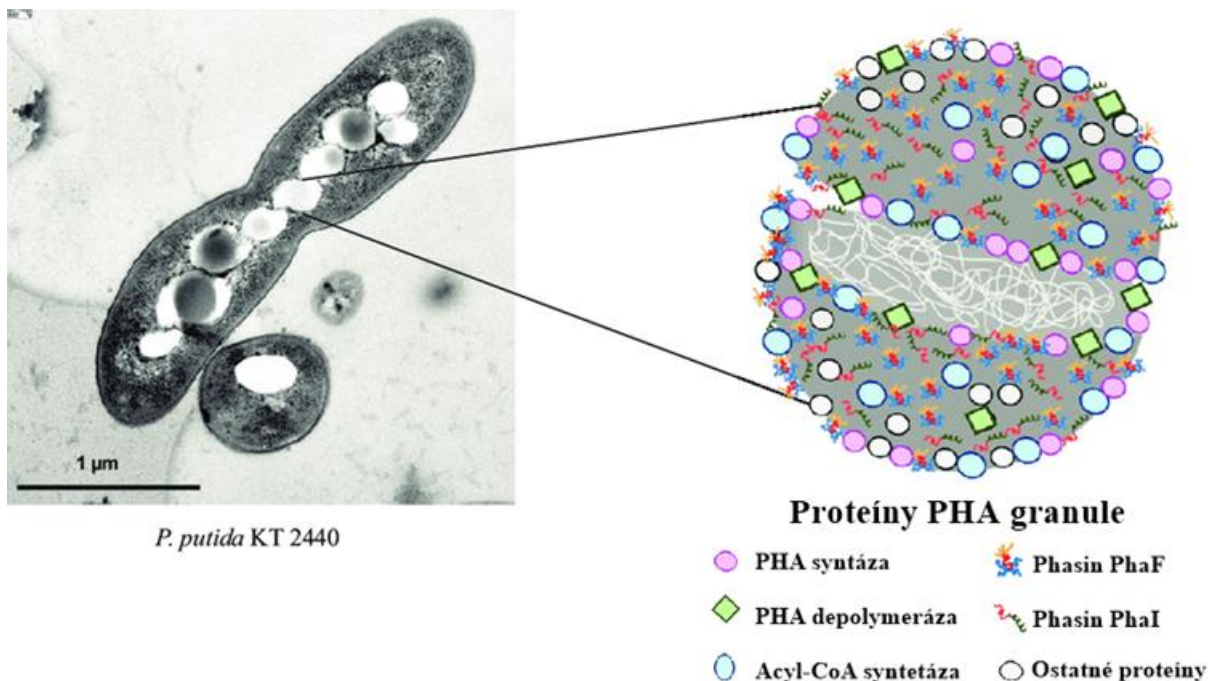 1 µm
P. putida KT 2440
Proteíny PHA granule
PHA syntáza
Phasin PhaF
PHA depolymeráza
Phasin PhaI
Acyl-CoA syntetáza
Ostatné proteíny